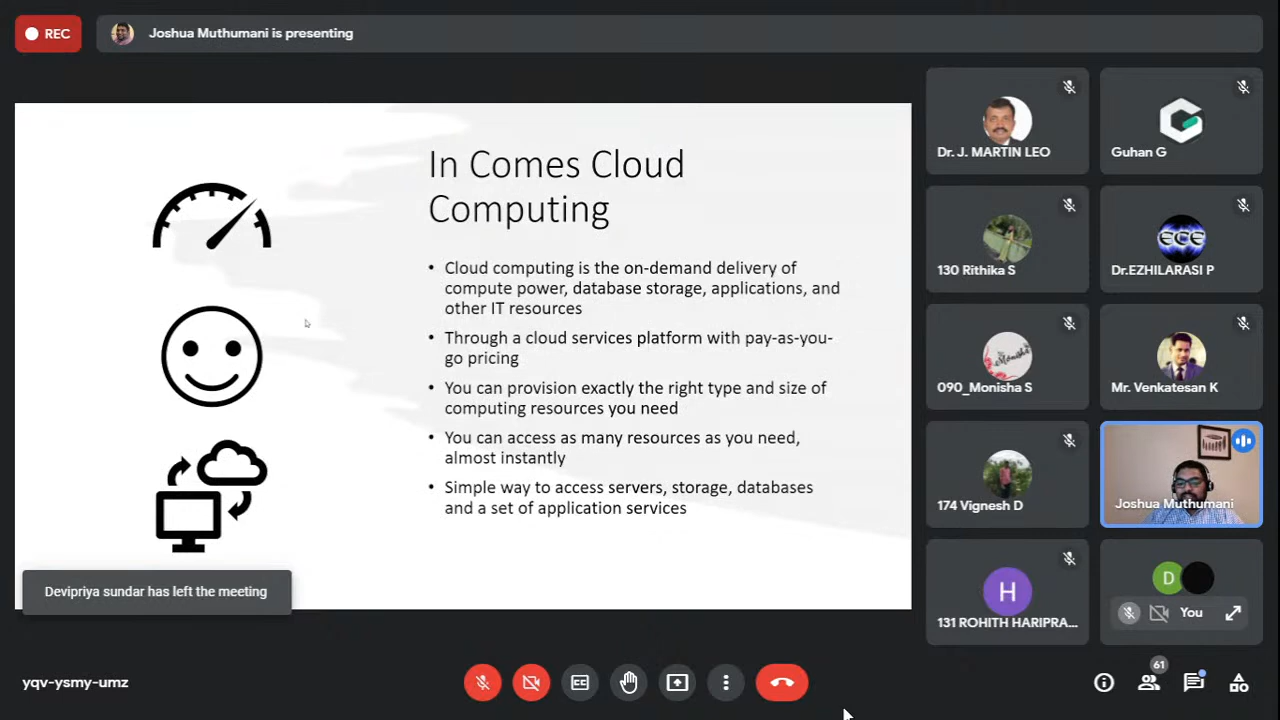 REC
Joshua Muthumani is presenting
In Comes Cloud
Computing
• Cloud computing is the on-demand delivery of
compute power, database storage, applications, and
other IT resources
• Through a cloud services platform with pay-as-you-
go pricing
• You can provision exactly the right type and size of
computing resources you need
• You can access as many resources as you need,
almost instantly
• Simple way to access servers, storage, databases
and a set of application services
Devipriya sundar has left the meeting
Dr. J. MARTIN LEO
Guhan G
130 Rithika S
ECE
Dr.EZHILARASI P
Monisha
090_Monisha S
Mr. Venkatesan K
174 Vignesh D
Joshua Muthumani
H
131 ROHITH HARIPRA...
D
You
yqv-ysmy-umz
CC
61